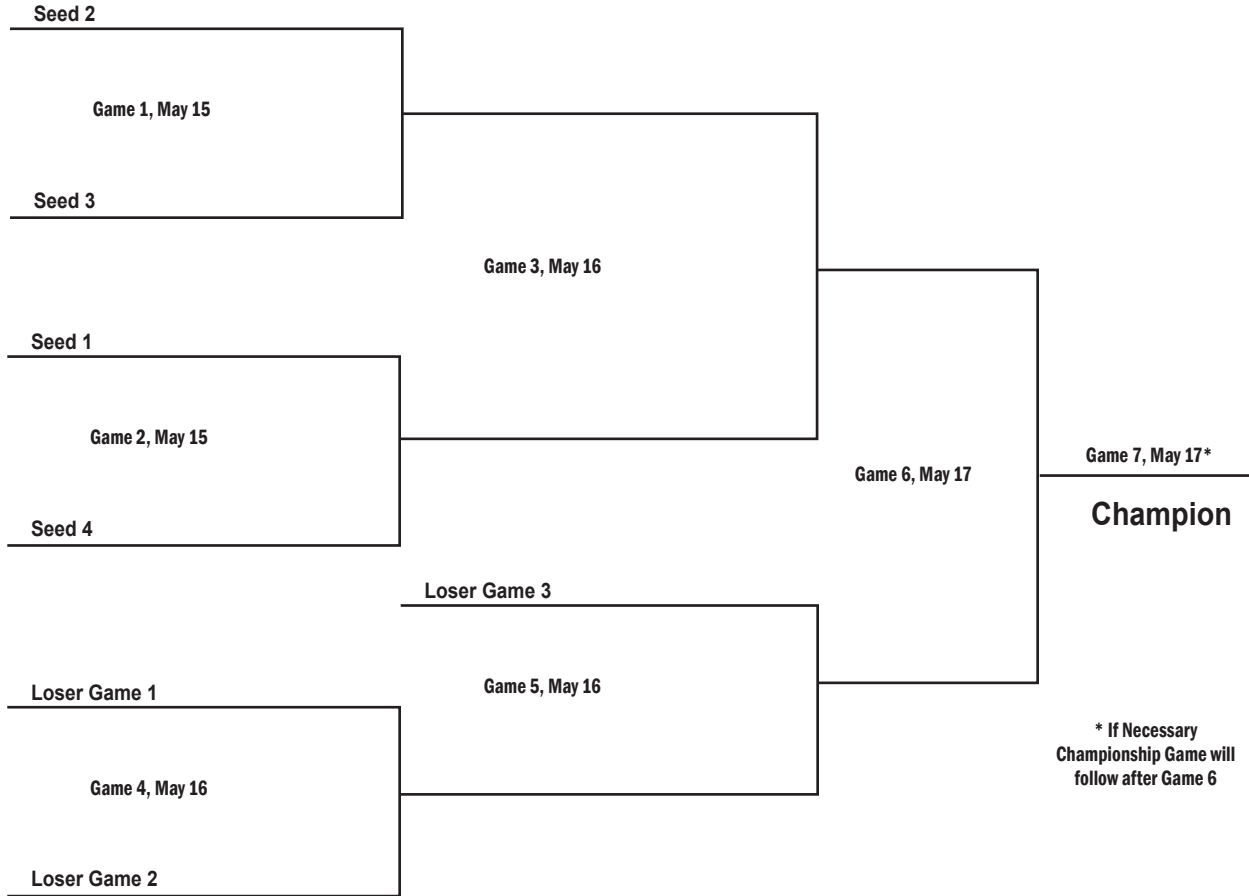 Seed 2
Game 1, May 15
Seed 3
Game 3, May 16
Seed 1
Game 2, May 15
Seed 4
Game 6, May 17
Game 7, May 17*
Champion
Loser Game 3
Game 5, May 16
Loser Game 1
Game 4, May 16
Loser Game 2
* If Necessary
Championship Game will
follow after Game 6